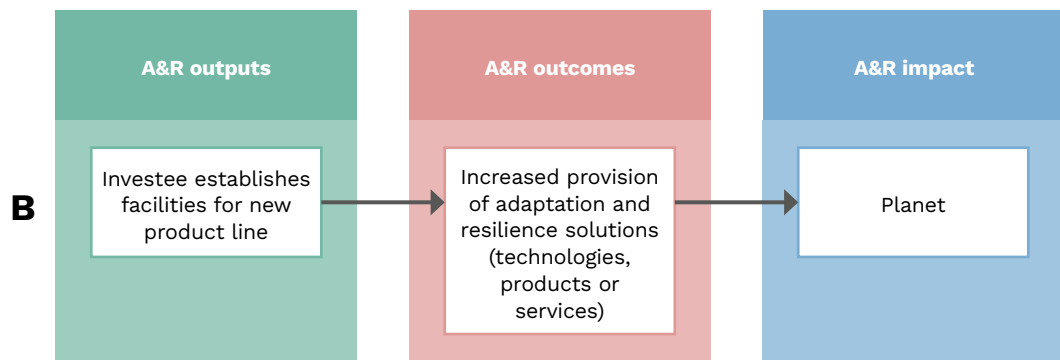 A&R outputs
A&R outcomes
A&R impact
B
Investee establishes
facilities for new
product line
Increased provision
of adaptation and
resilience solutions
(technologies,
products or
services)
Planet